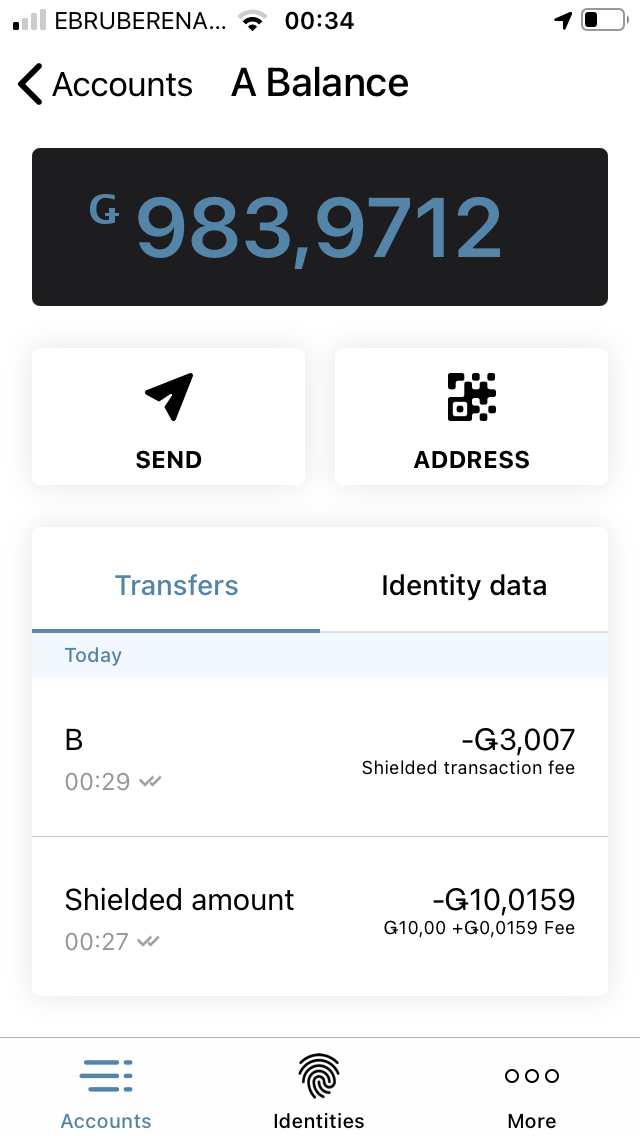 EBRUBERENA... 00:34
Accounts A Balance
Ǥ 983,9712
SEND ADDRESS
Transfers Identity data
Today
B -Ǥ3,007
00:29 Shielded transaction fee
Shielded amount -Ǥ10,0159
00:27 Ǥ10,00 +Ǥ0,0159 Fee
Accounts Identities More